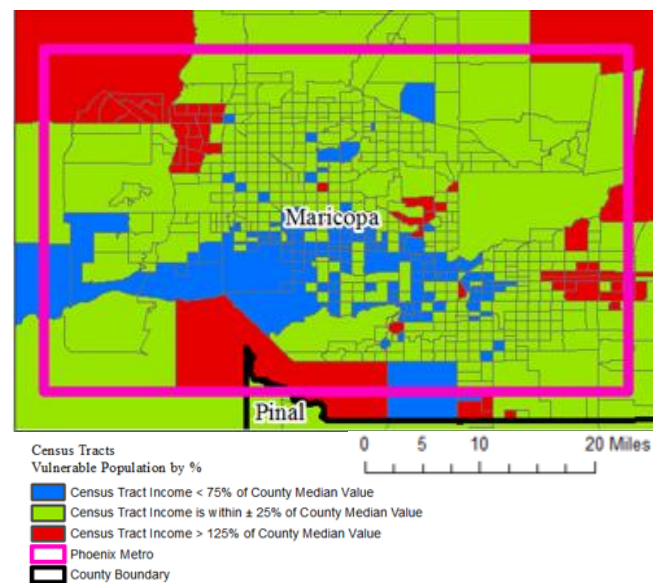 Maricopa
Pinal
Census Tracts
Vulnerable Population by %
0 5 10 20 Miles
Census Tract Income < 75% of County Median Value
Census Tract Income is within ± 25% of County Median Value
Census Tract Income > 125% of County Median Value
Phoenix Metro
County Boundary